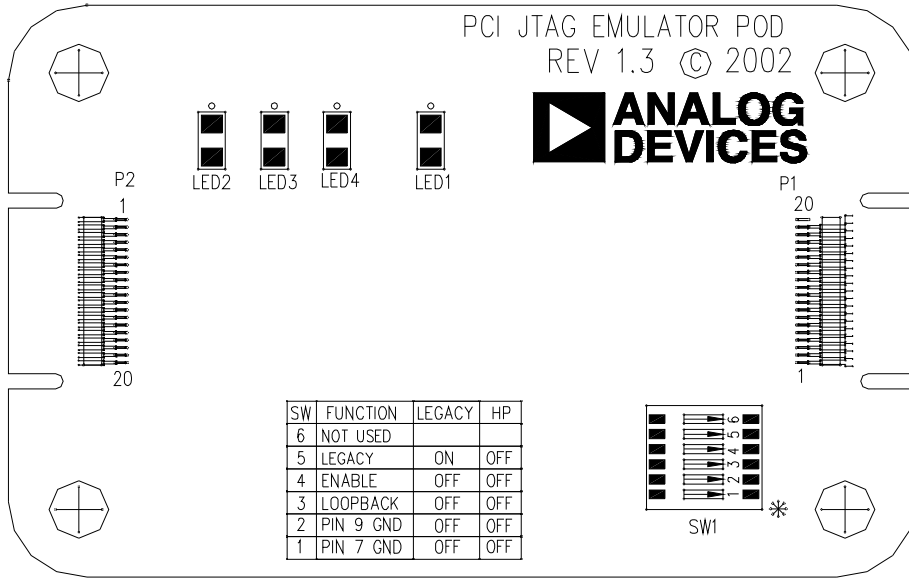 PCI JTAG EMULATOR POD
REV 1.3 © 2002
ANALOG
DEVICES
LED2 LED3 LED4 LED1
P2
1
20
P1
20
1
SW FUNCTION LEGACY HP
6 NOT USED
5 LEGACY ON OFF
4 ENABLE OFF OFF
3 LOOPBACK OFF OFF
2 PIN 9 GND OFF OFF
1 PIN 7 GND OFF OFF
6
5
4
3
2
1
SW1